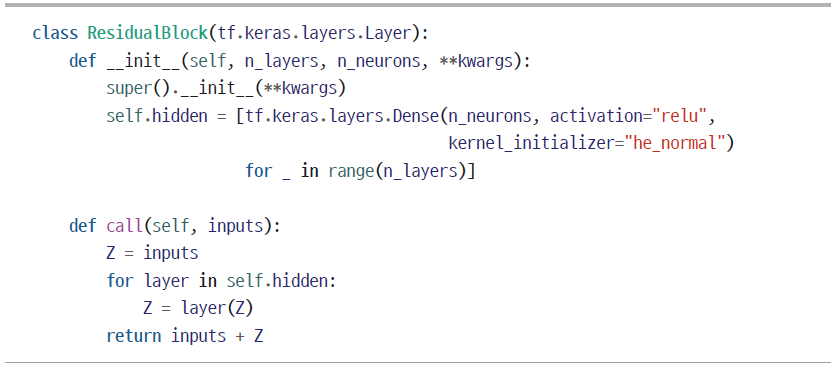 class ResidualBlock(tf.keras.layers.Layer):
    def __init__(self, n_layers, n_neurons, **kwargs):
        super().__init__(**kwargs)
        self.hidden = [tf.keras.layers.Dense(n_neurons, activation="relu",
                                             kernel_initializer="he_normal")
                       for _ in range(n_layers)]

    def call(self, inputs):
        Z = inputs
        for layer in self.hidden:
            Z = layer(Z)
        return inputs + Z